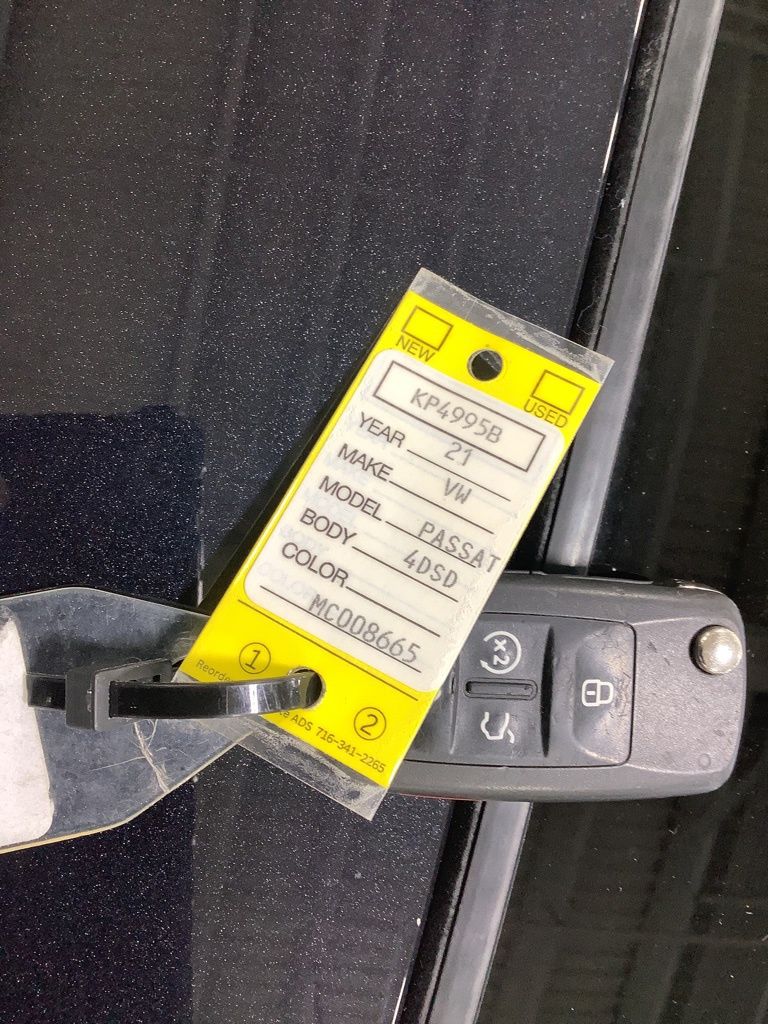 NEW
USED
KP4995B
YEAR 21
MAKE VW
MODEL PASSAT
BODY 4DSD
COLOR
MC008665
1
2
ADS 716-341-2265
x2